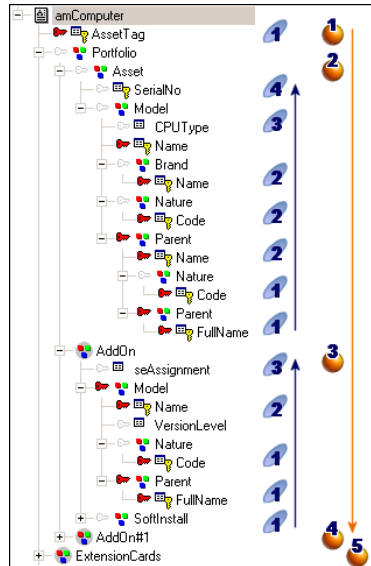 amComputer
AssetTag 1 1
Portfolio
Asset 2
SerialNo 4
Model
CPUType 3
Name
Brand
Name 2
Nature
Code 2
Parent
Name 2
Nature
Code 1
Parent
FullName 1
AddOn 3
seAssignment 3
Model
Name 2
VersionLevel
Nature
Code 1
Parent
FullName 1
SoftInstall 1
AddOn#1 4
ExtensionCards 5